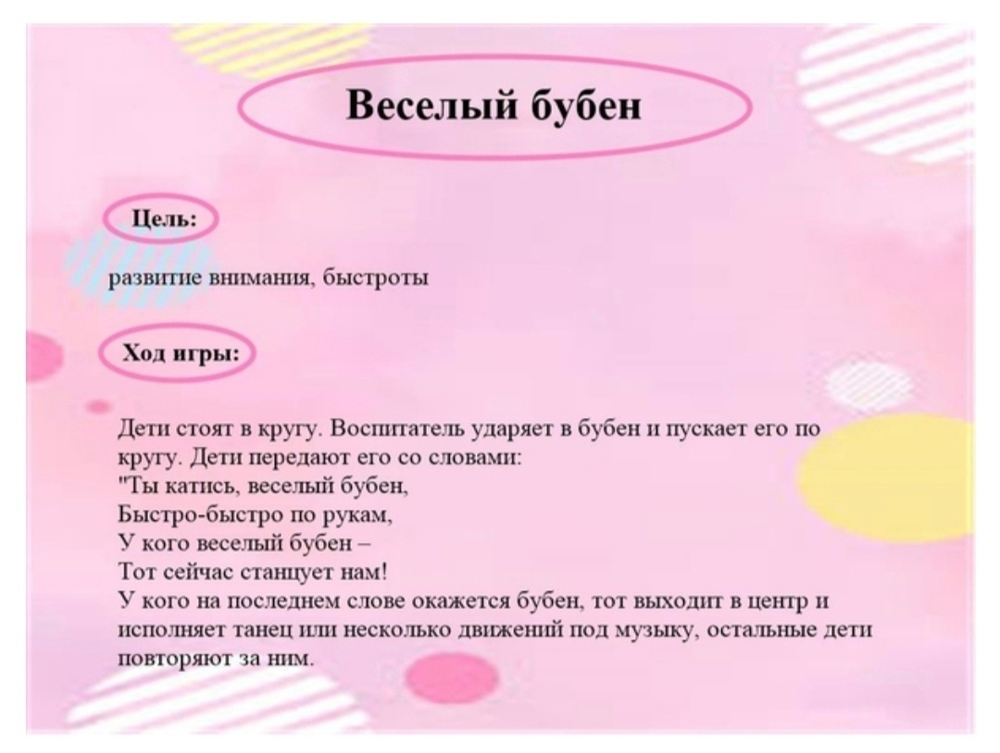 Веселый бубен
Цель:
развитие внимания, быстроты
Ход игры:
Дети стоят в кругу. Воспитатель ударяет в бубен и пускает его по
кругу. Дети передают его со словами:
"Ты катись, веселый бубен,
Быстро-быстро по рукам,
У кого веселый бубен –
Тот сейчас станцует нам!
У кого на последнем слове окажется бубен, тот выходит в центр и
исполняет танец или несколько движений под музыку, остальные дети
повторяют за ним.